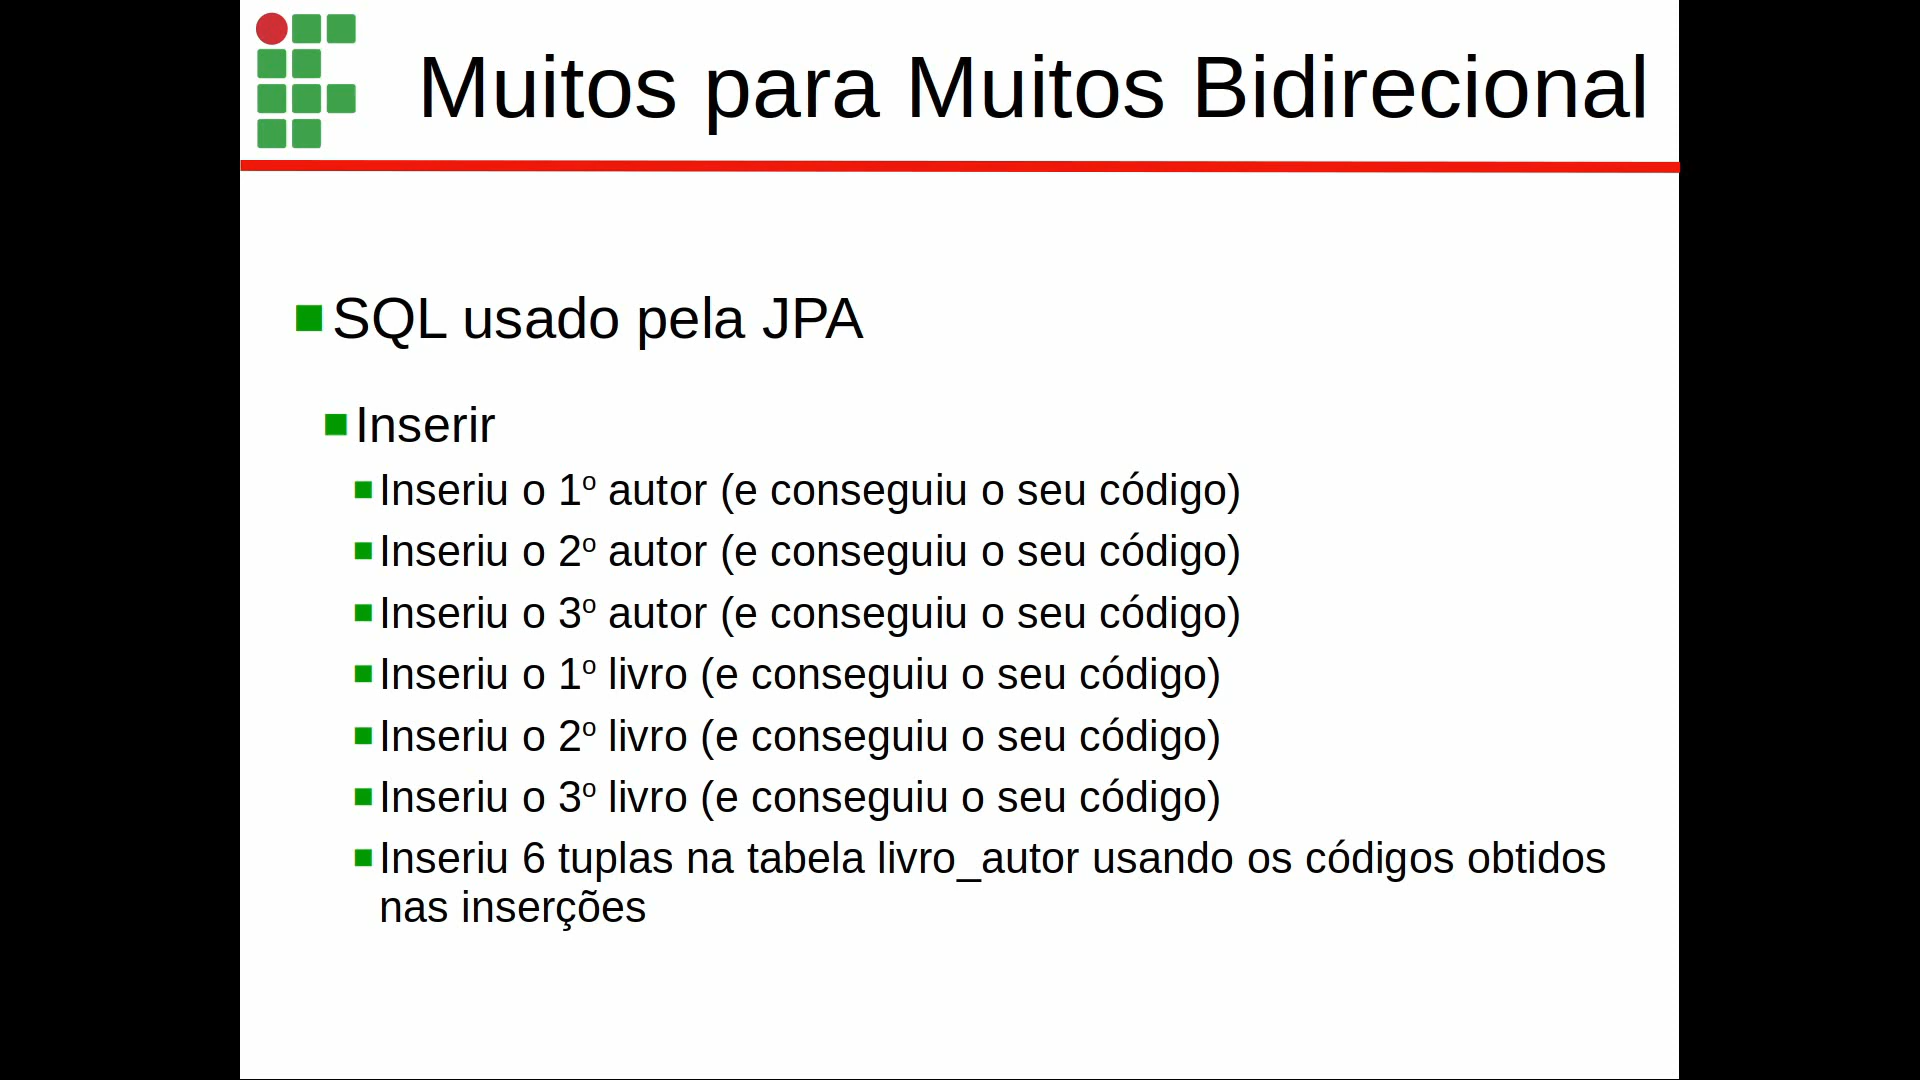 Muitos para Muitos Bidirecional
SQL usado pela JPA
Inserir
Inseriu o 1º autor (e conseguiu o seu código)
Inseriu o 2º autor (e conseguiu o seu código)
Inseriu o 3º autor (e conseguiu o seu código)
Inseriu o 1º livro (e conseguiu o seu código)
Inseriu o 2º livro (e conseguiu o seu código)
Inseriu o 3º livro (e conseguiu o seu código)
Inseriu 6 tuplas na tabela livro_autor usando os códigos obtidos
nas inserções